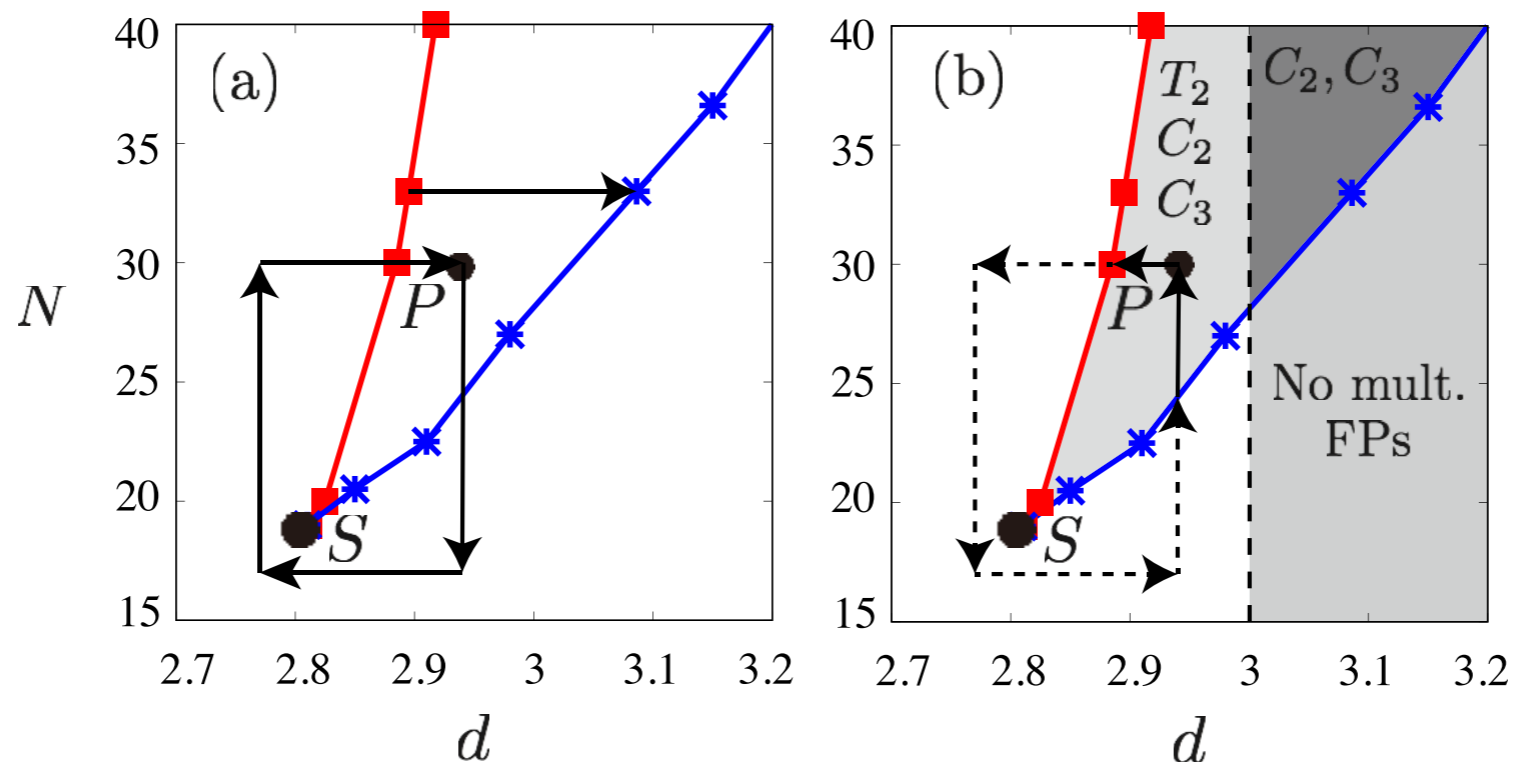 40 (a) 40 (b) T₂ C₂, C₃
C₂
35 35
C₃
30 30
P P
N
25 25 No mult.
FPs
20 20
S S
15 15
2.7 2.8 2.9 3 3.1 3.2 2.7 2.8 2.9 3 3.1 3.2
d d